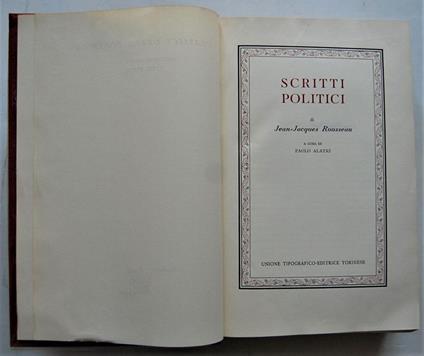 SCRITTI
POLITICI
di
Jean-Jacques Rousseau
A CURA DI
PAOLO ALATRI
UNIONE TIPOGRAFICO-EDITRICE TORINESE